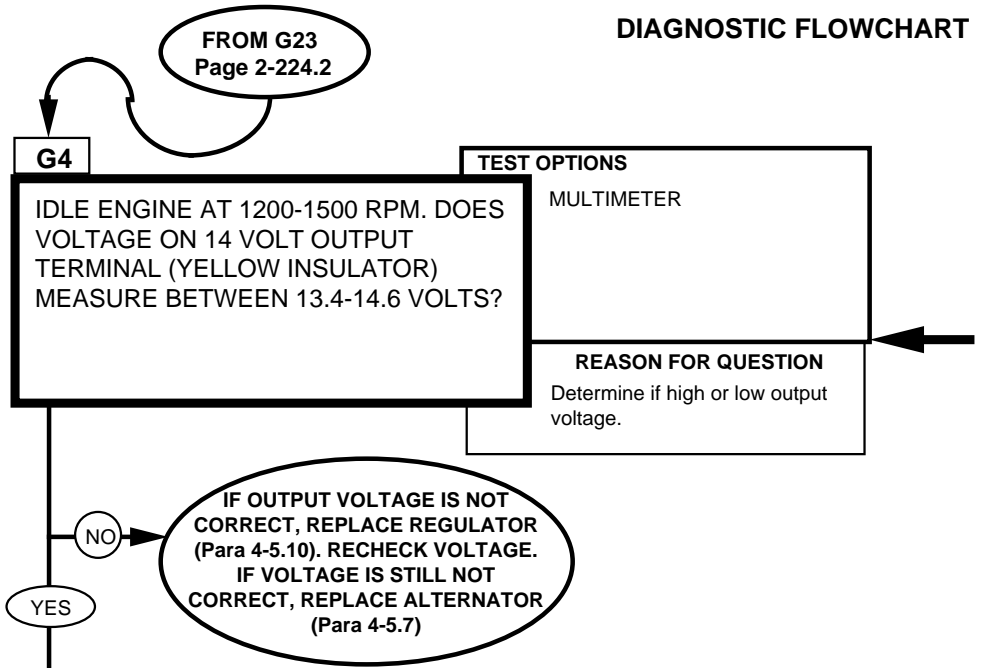 DIAGNOSTIC FLOWCHART
FROM G23
Page 2-224.2
G4
IDLE ENGINE AT 1200-1500 RPM. DOES
VOLTAGE ON 14 VOLT OUTPUT
TERMINAL (YELLOW INSULATOR)
MEASURE BETWEEN 13.4-14.6 VOLTS?
TEST OPTIONS
MULTIMETER
REASON FOR QUESTION
Determine if high or low output
voltage.
NO
IF OUTPUT VOLTAGE IS NOT
CORRECT, REPLACE REGULATOR
(Para 4-5.10). RECHECK VOLTAGE.
IF VOLTAGE IS STILL NOT
CORRECT, REPLACE ALTERNATOR
(Para 4-5.7)
YES